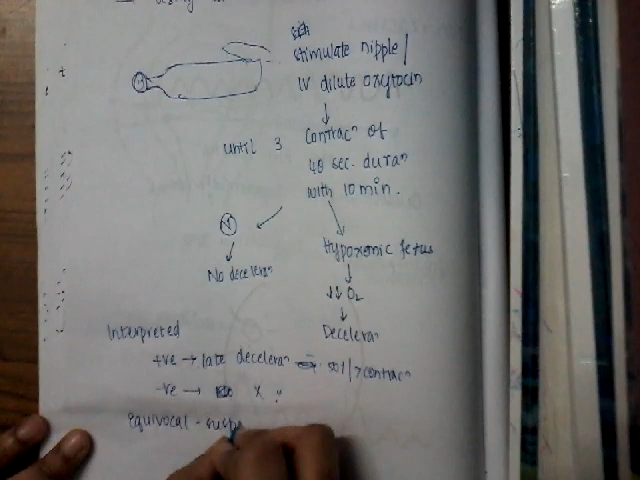 stimulate nipple/
IV dilute oxytocin
↓
until 3 contracn of
40 sec. duran
with 10 min.
N Hypoxemic fetus
↓ ↓
No deceleran ↓↓ O2
↓
Interpreted Deceleran
+ve → late deceleran 50%contracn
-ve → X "
Equivocal - susp